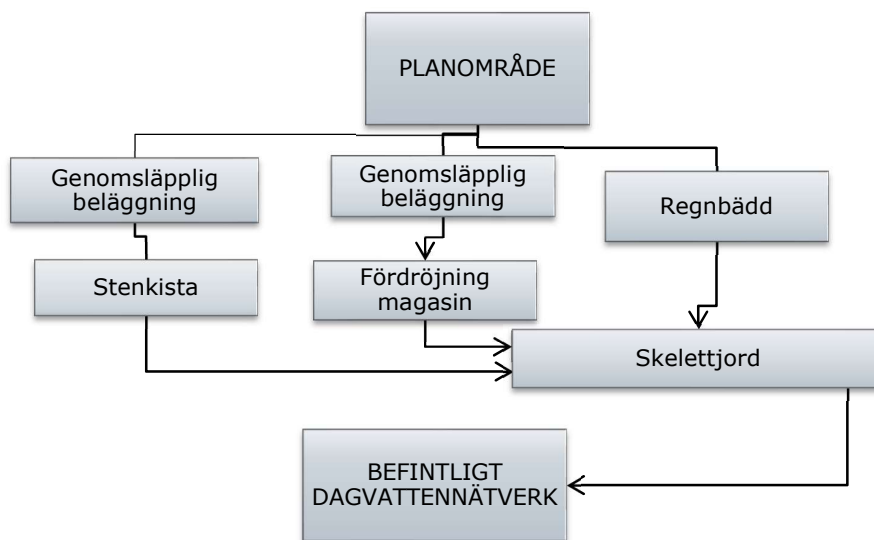 PLANOMRÅDE
Genomsläpplig
beläggning
Genomsläpplig
beläggning
Regnbädd
Stenkista
Fördröjning
magasin
Skelettjord
BEFINTLIGT
DAGVATTENNÄTVERK